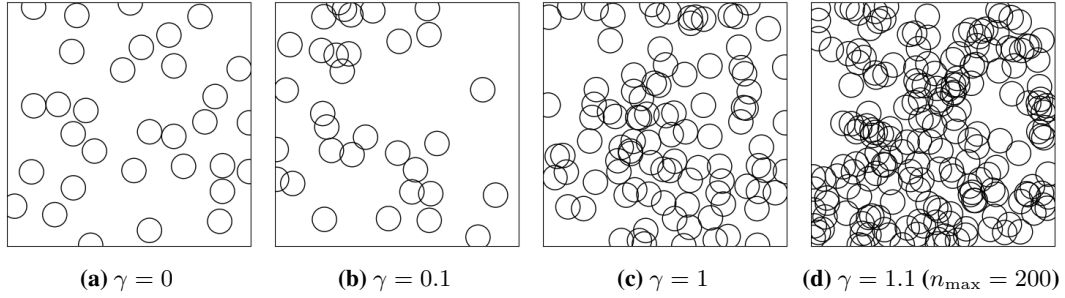 (a) γ = 0
(b) γ = 0.1
(c) γ = 1
(d) γ = 1.1 (n_max = 200)